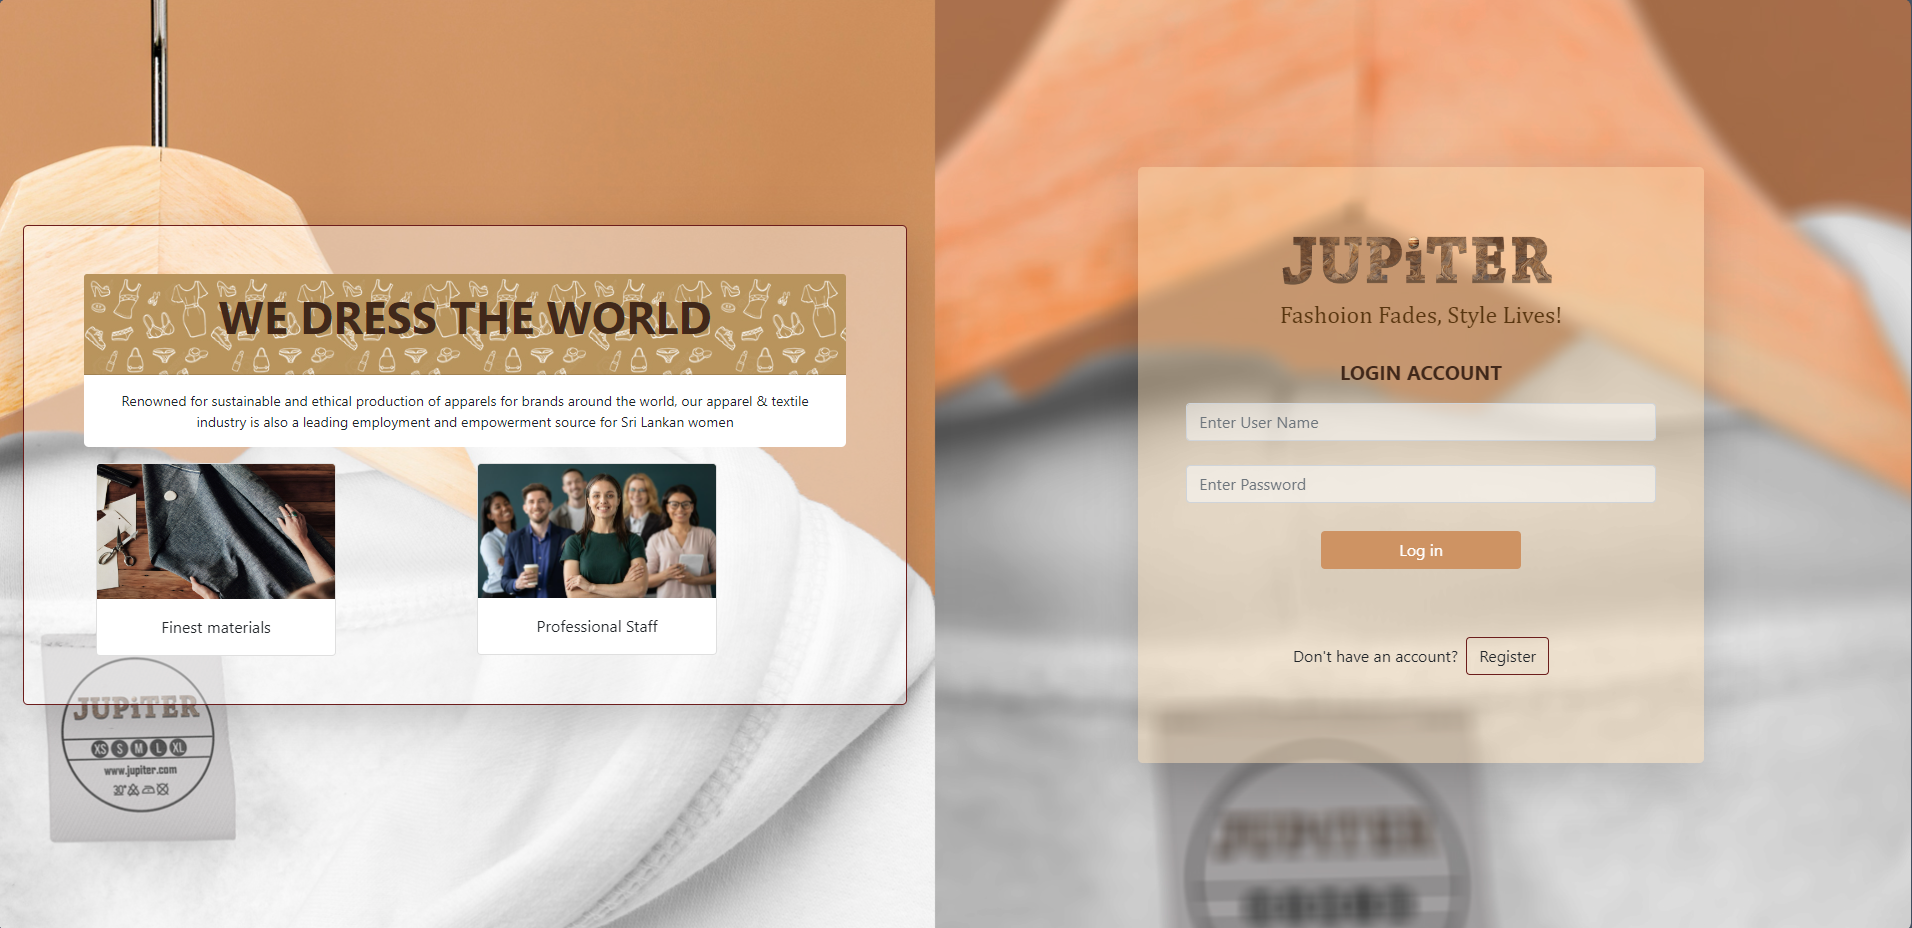 WE DRESS THE WORLD
Renowned for sustainable and ethical production of apparels for brands around the world, our apparel & textile
industry is also a leading employment and empowerment source for Sri Lankan women
Finest materials
Professional Staff
JUPiTER
XS S M L XL
www.jupiter.com
30°
JUPiTER
Fashoion Fades, Style Lives!
LOGIN ACCOUNT
Enter User Name
Enter Password
Log in
Don't have an account? Register
JUPiTER